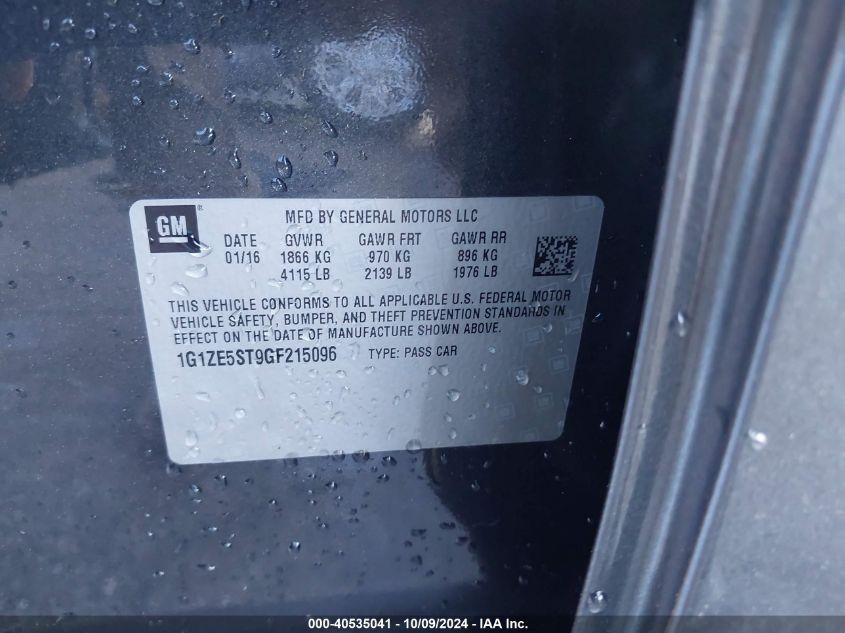 GM ®
MFD BY GENERAL MOTORS LLC
DATE GVWR GAWR FRT GAWR RR
01/16 1866 KG 970 KG 896 KG
4115 LB 2139 LB 1976 LB
THIS VEHICLE CONFORMS TO ALL APPLICABLE U.S. FEDERAL MOTOR
VEHICLE SAFETY, BUMPER, AND THEFT PREVENTION STANDARDS IN
EFFECT ON THE DATE OF MANUFACTURE SHOWN ABOVE.
1G1ZE5ST9GF215096 TYPE: PASS CAR
000-40535041 - 10/09/2024 - IAA Inc.